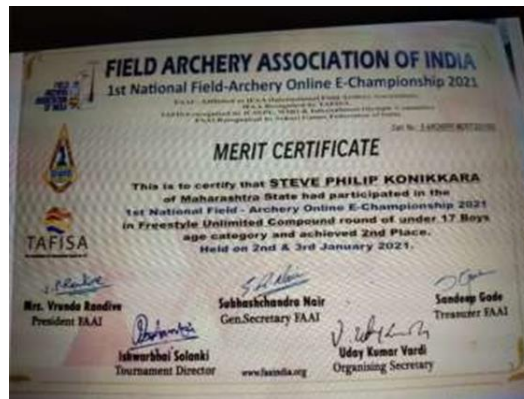 FIELD ARCHERY ASSOCIATION OF INDIA
1st National Field-Archery Online E-Championship 2021
MERIT CERTIFICATE
This is to certify that STEVE PHILIP KONIKKARA
of Maharashtra State had participated in the
1st National Field - Archery Online E-Championship 2021
in Freestyle Unlimited Compound round of under 17 Boys
age category and achieved 2nd Place.
Held on 2nd & 3rd January 2021.
TAFISA
Mrs. Vrunda Randive
President FAAI
Subhashchandra Nair
Gen.Secretary FAAI
Sandeep Gade
Treasurer FAAI
Ishwarbhai Solanki
Tournament Director
www.faaindia.org
Uday Kumar Vardi
Organising Secretary